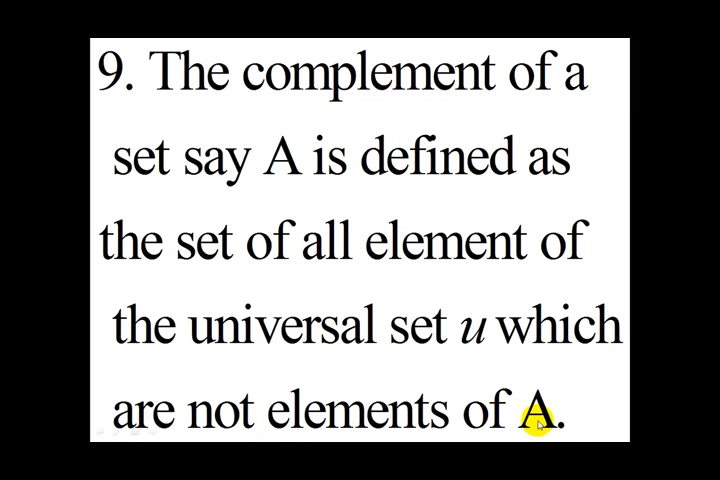 9. The complement of a
set say A is defined as
the set of all element of
the universal set u which
are not elements of A.